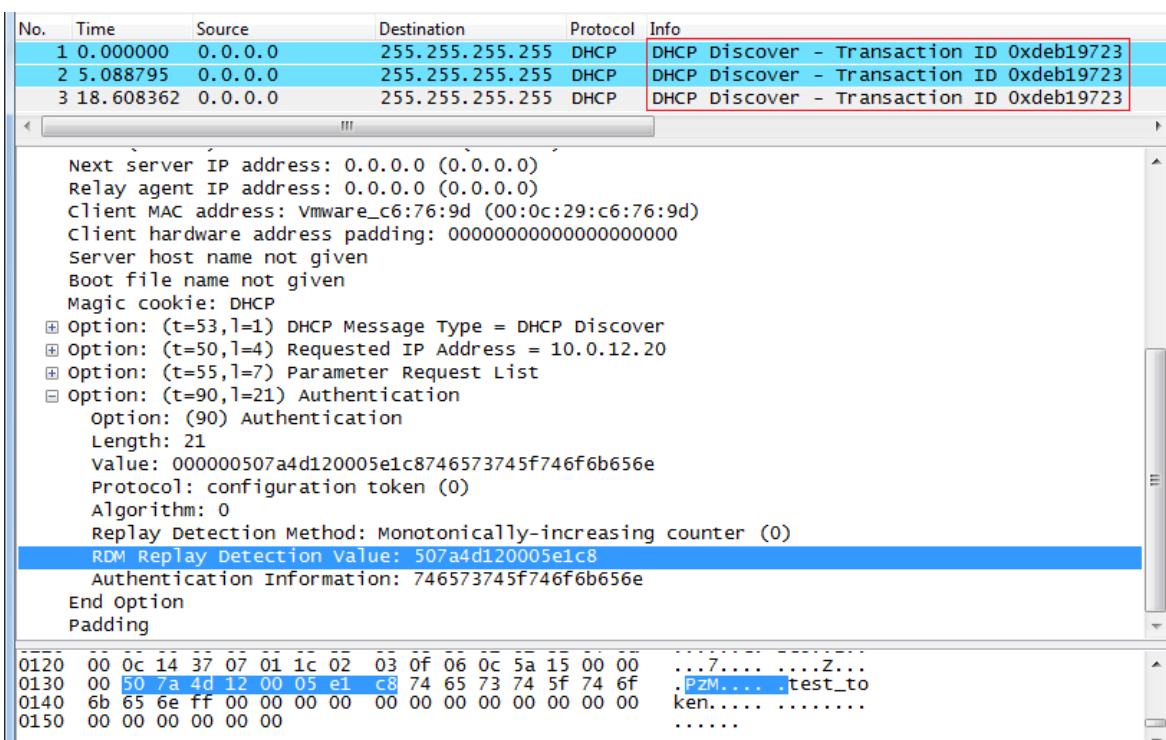 No. Time Source Destination Protocol Info
1 0.000000 0.0.0.0 255.255.255.255 DHCP DHCP Discover - Transaction ID 0xdeb19723
2 5.088795 0.0.0.0 255.255.255.255 DHCP DHCP Discover - Transaction ID 0xdeb19723
3 18.608362 0.0.0.0 255.255.255.255 DHCP DHCP Discover - Transaction ID 0xdeb19723
Next server IP address: 0.0.0.0 (0.0.0.0)
Relay agent IP address: 0.0.0.0 (0.0.0.0)
Client MAC address: Vmware_c6:76:9d (00:0c:29:c6:76:9d)
Client hardware address padding: 00000000000000000000
Server host name not given
Boot file name not given
Magic cookie: DHCP
Option: (t=53,l=1) DHCP Message Type = DHCP Discover
Option: (t=50,l=4) Requested IP Address = 10.0.12.20
Option: (t=55,l=7) Parameter Request List
Option: (t=90,l=21) Authentication
Option: (90) Authentication
Length: 21
Value: 000000507a4d120005e1c8746573745f746f6b656e
Protocol: configuration token (0)
Algorithm: 0
Replay Detection Method: Monotonically-increasing counter (0)
RDM Replay Detection Value: 507a4d120005e1c8
Authentication Information: 746573745f746f6b656e
End Option
Padding
0120 00 0c 14 37 07 01 1c 02 03 0f 06 0c 5a 15 00 00 ...7.... ....Z...
0130 00 50 7a 4d 12 00 05 e1 c8 74 65 73 74 5f 74 6f .PzM.... .test_to
0140 6b 65 6e ff 00 00 00 00 00 00 00 00 00 00 00 00 ken..... ........
0150 00 00 00 00 00 00 ......